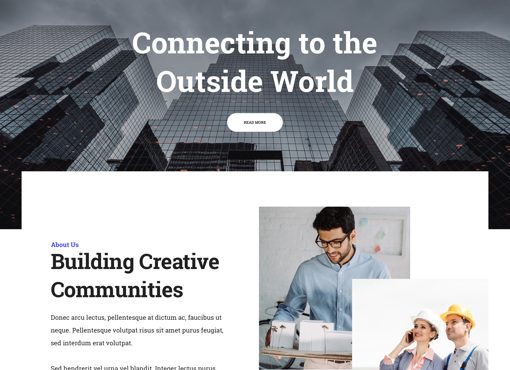 Connecting to the
Outside World
READ MORE
About Us
Building Creative
Communities
Donec arcu lectus, pellentesque at dictum ac, faucibus ut
neque. Pellentesque volutpat risus sit amet purus feugiat,
sed interdum erat volutpat.
Sed hendrerit vel urna vel blandit. Integer lectus purus